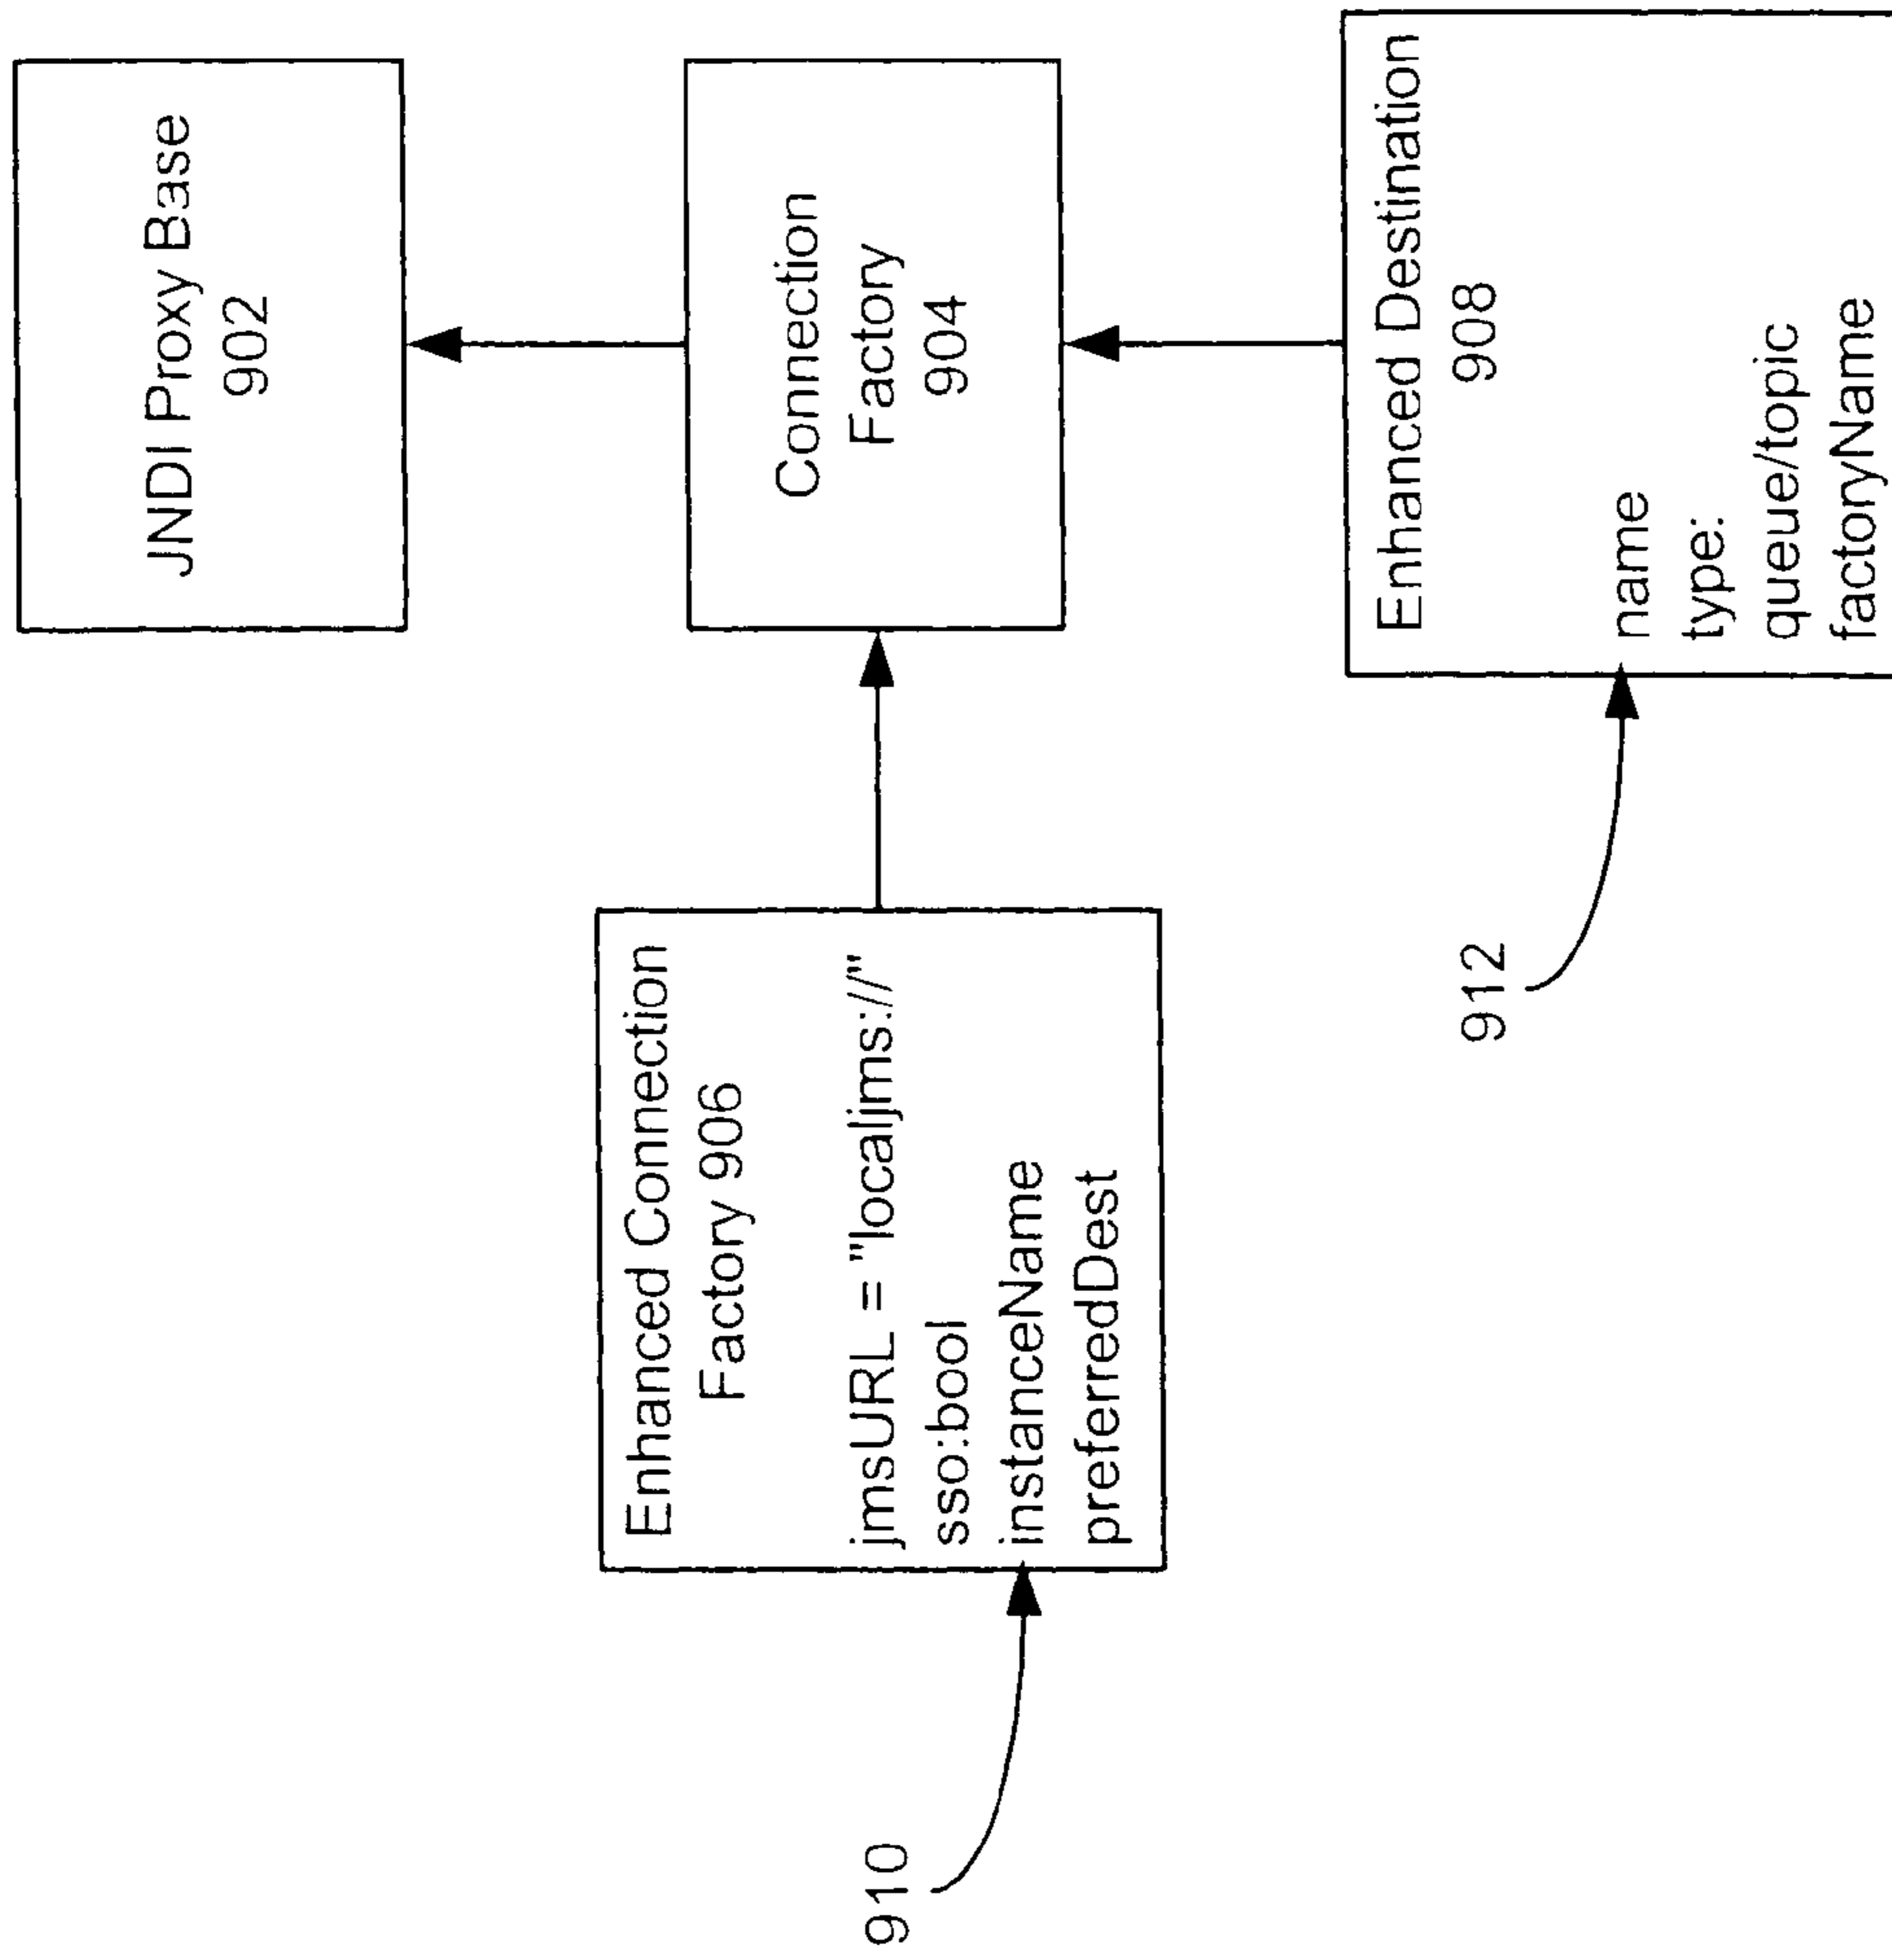 JNDI Proxy Base
902
Connection
Factory
904
Enhanced Connection
Factory 906
jmsURL = "localjms://"
sso:bool
instanceName
preferredDest
910
Enhanced Destination
908
name
type:
queue/topic
factoryName
912